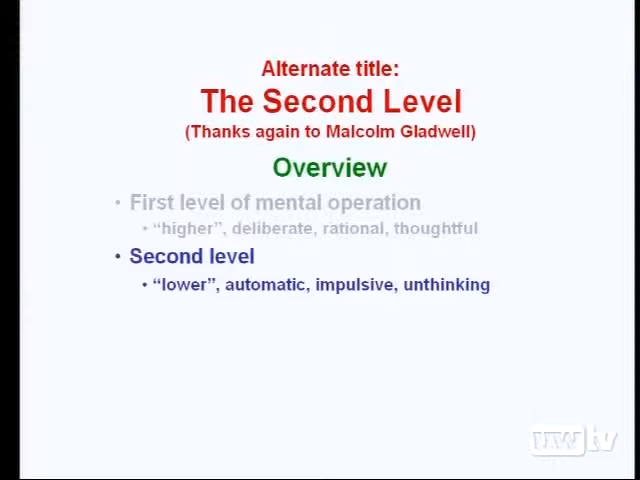 Alternate title:
The Second Level
(Thanks again to Malcolm Gladwell)
Overview
• First level of mental operation
• “higher”, deliberate, rational, thoughtful
• Second level
• “lower”, automatic, impulsive, unthinking
UWtv